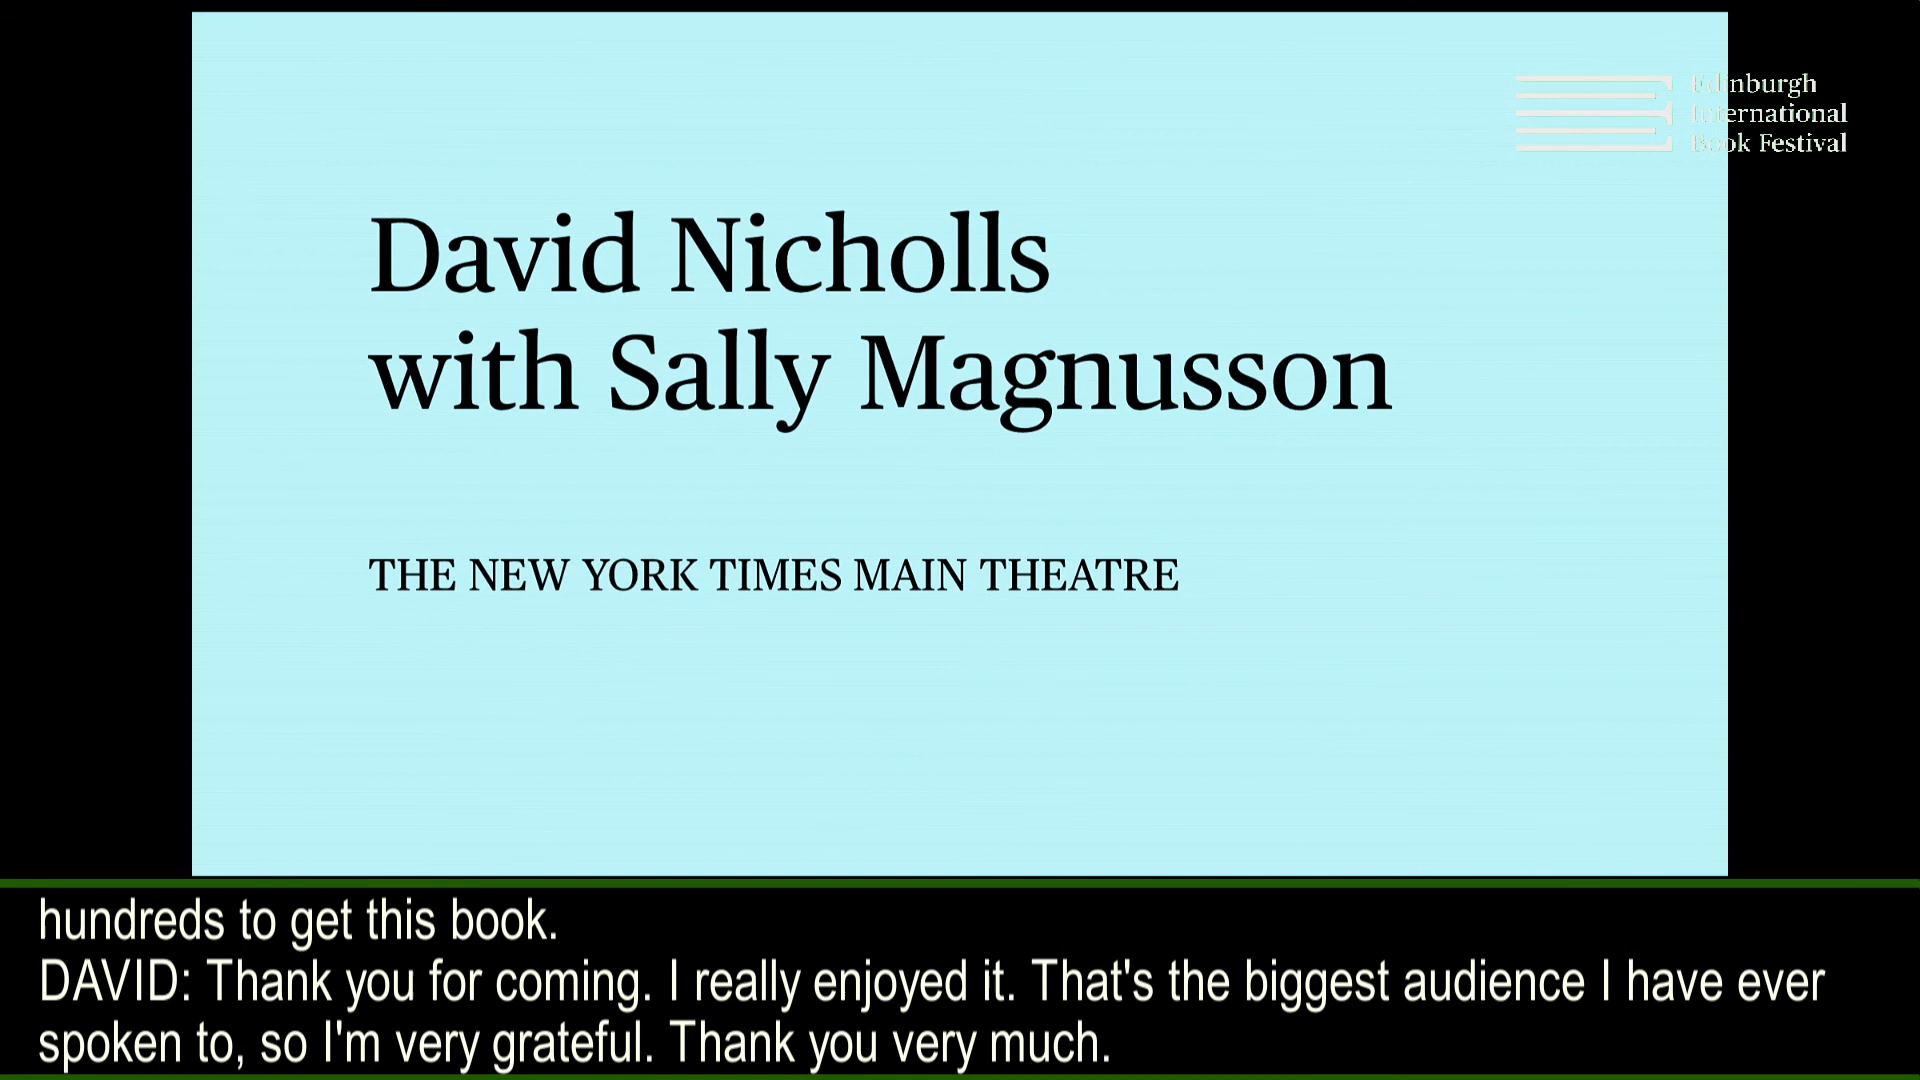 Edinburgh
International
Book Festival
David Nicholls
with Sally Magnusson
THE NEW YORK TIMES MAIN THEATRE
hundreds to get this book.
DAVID: Thank you for coming. I really enjoyed it. That's the biggest audience I have ever
spoken to, so I'm very grateful. Thank you very much.